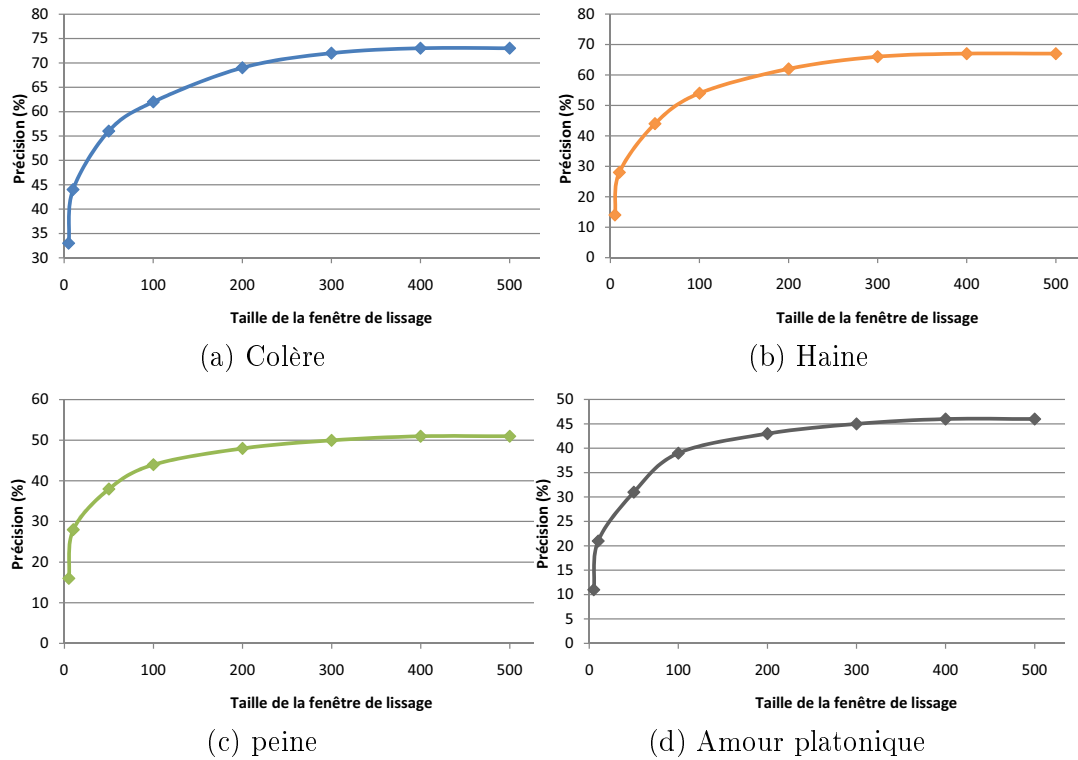 80
75
70
65
60
55
50
45
40
35
30
Précision (%)
0 100 200 300 400 500
Taille de la fenêtre de lissage
(a) Colère
80
70
60
50
40
30
20
10
0
Précision (%)
0 100 200 300 400 500
Taille de la fenêtre de lissage
(b) Haine
60
50
40
30
20
10
0
Précision (%)
0 100 200 300 400 500
Taille de la fenêtre de lissage
(c) peine
50
45
40
35
30
25
20
15
10
5
0
Précision (%)
0 100 200 300 400 500
Taille de la fenêtre de lissage
(d) Amour platonique